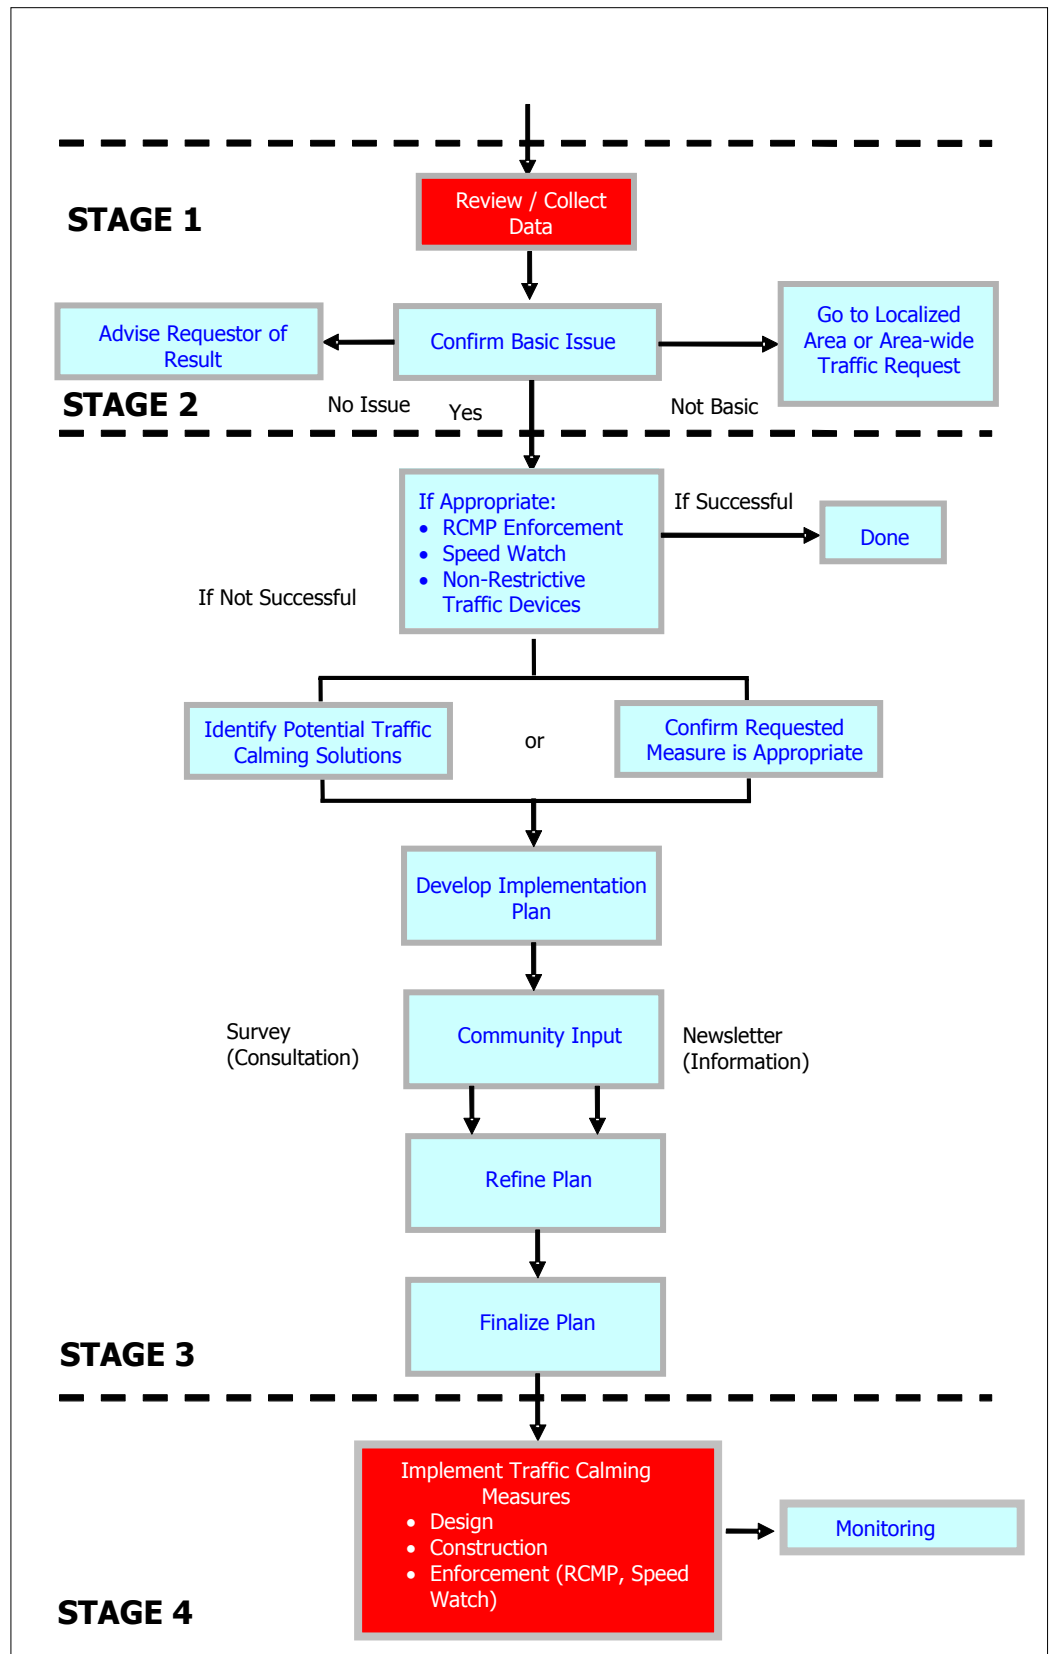 STAGE 1
Review / Collect
Data
Advise Requestor of
Result
Confirm Basic Issue
Go to Localized
Area or Area-wide
Traffic Request
STAGE 2
No Issue
Yes
Not Basic
If Appropriate:
• RCMP Enforcement
• Speed Watch
• Non-Restrictive
Traffic Devices
If Successful
Done
If Not Successful
Identify Potential Traffic
Calming Solutions
or
Confirm Requested
Measure is Appropriate
Develop Implementation
Plan
Survey
(Consultation)
Community Input
Newsletter
(Information)
Refine Plan
Finalize Plan
STAGE 3
Implement Traffic Calming
Measures
• Design
• Construction
• Enforcement (RCMP, Speed
Watch)
Monitoring
STAGE 4